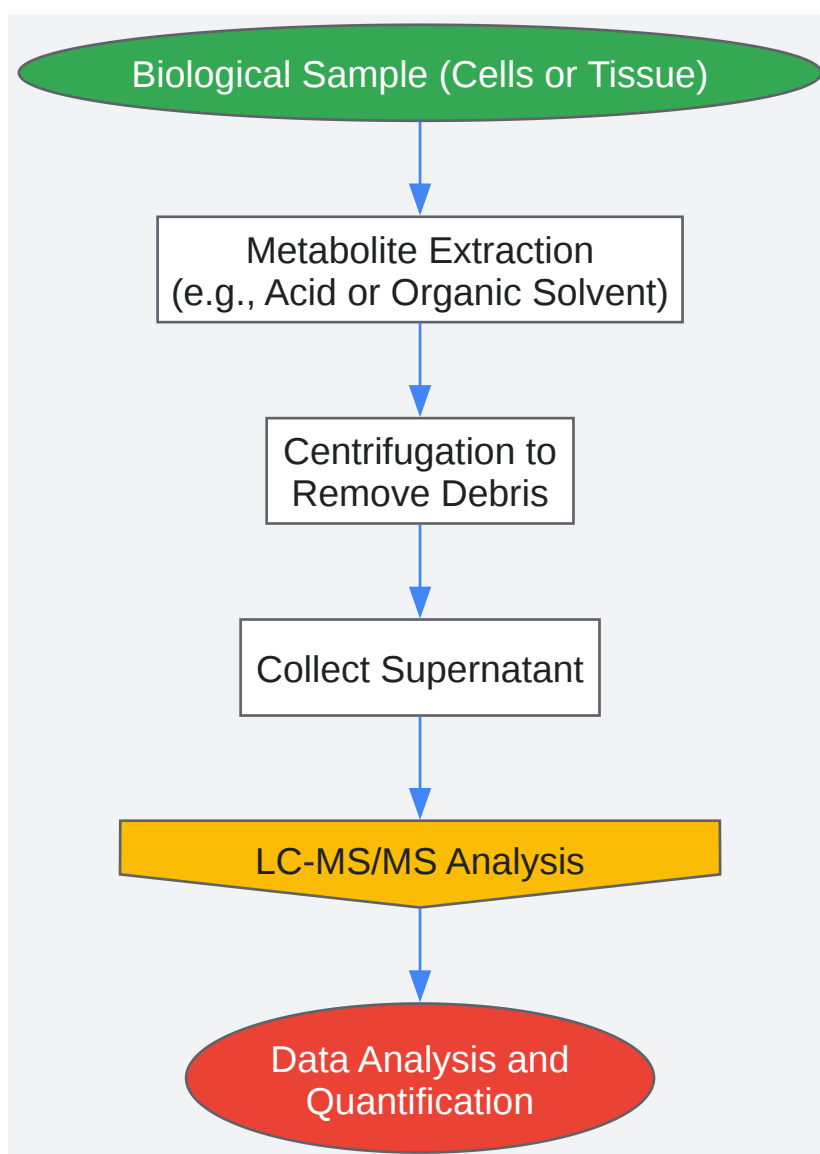 Biological Sample (Cells or Tissue)
Metabolite Extraction
(e.g., Acid or Organic Solvent)
Centrifugation to
Remove Debris
Collect Supernatant
LC-MS/MS Analysis
Data Analysis and
Quantification